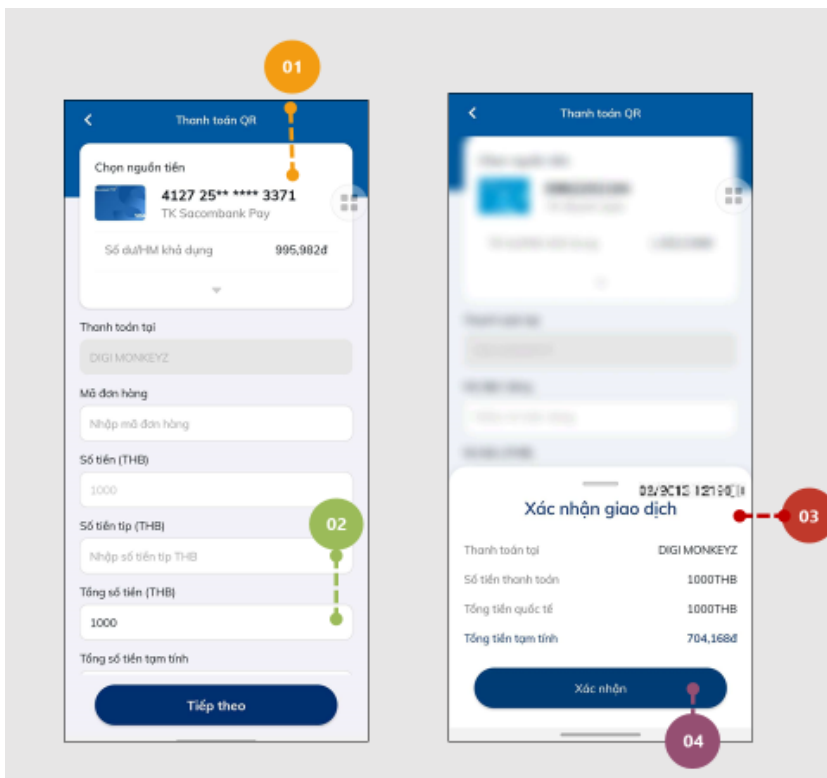 01
Thanh toán QR
Chọn nguồn tiền
4127 25** **** 3371
TK Sacombank Pay
Số dư/HM khả dụng 995,982đ
Thanh toán tại
DIGI MONKEYZ
Mã đơn hàng
Nhập mã đơn hàng
Số tiền (THB)
1000
Số tiền tip (THB)
02
Nhập số tiền tip THB
Tổng số tiền (THB)
1000
Tổng số tiền tạm tính
Tiếp theo
Thanh toán QR
Xác nhận giao dịch
03
Thanh toán tại DIGI MONKEYZ
Số tiền thanh toán 1000THB
Tổng tiền quốc tế 1000THB
Tổng tiền tạm tính 704,168đ
Xác nhận
04